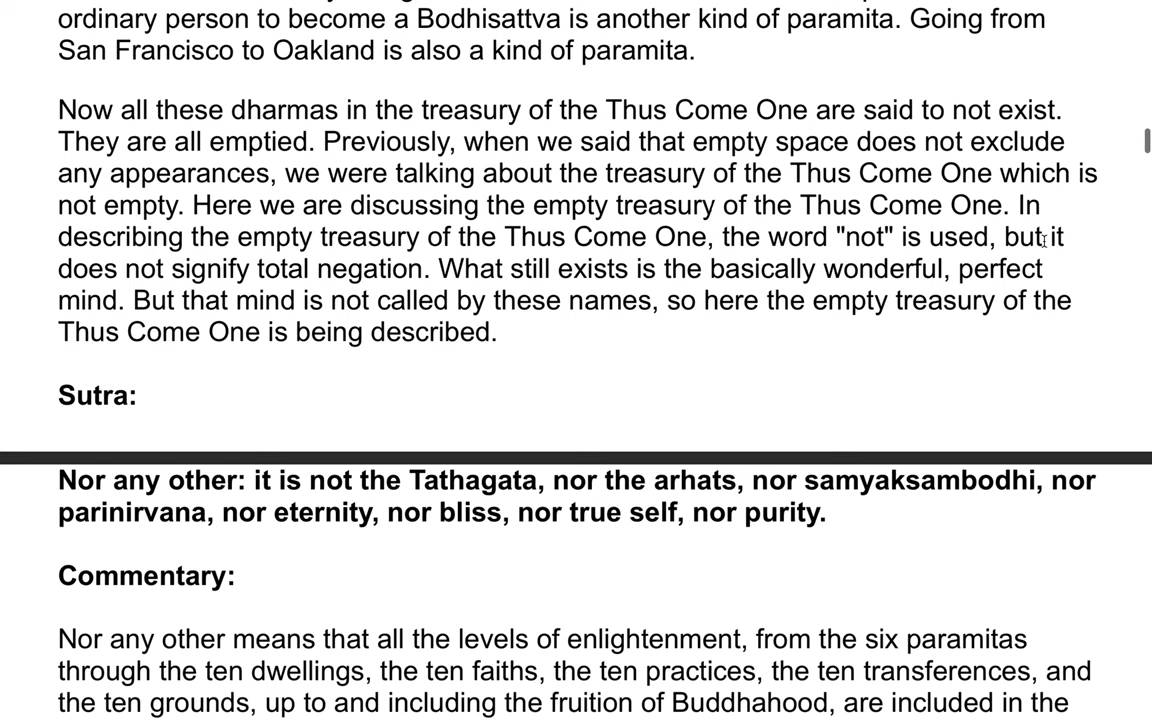 ordinary person to become a Bodhisattva is another kind of paramita. Going from
San Francisco to Oakland is also a kind of paramita.
Now all these dharmas in the treasury of the Thus Come One are said to not exist.
They are all emptied. Previously, when we said that empty space does not exclude
any appearances, we were talking about the treasury of the Thus Come One which is
not empty. Here we are discussing the empty treasury of the Thus Come One. In
describing the empty treasury of the Thus Come One, the word "not" is used, but it
does not signify total negation. What still exists is the basically wonderful, perfect
mind. But that mind is not called by these names, so here the empty treasury of the
Thus Come One is being described.
Sutra:
Nor any other: it is not the Tathagata, nor the arhats, nor samyaksambodhi, nor
parinirvana, nor eternity, nor bliss, nor true self, nor purity.
Commentary:
Nor any other means that all the levels of enlightenment, from the six paramitas
through the ten dwellings, the ten faiths, the ten practices, the ten transferences, and
the ten grounds, up to and including the fruition of Buddhahood, are included in the